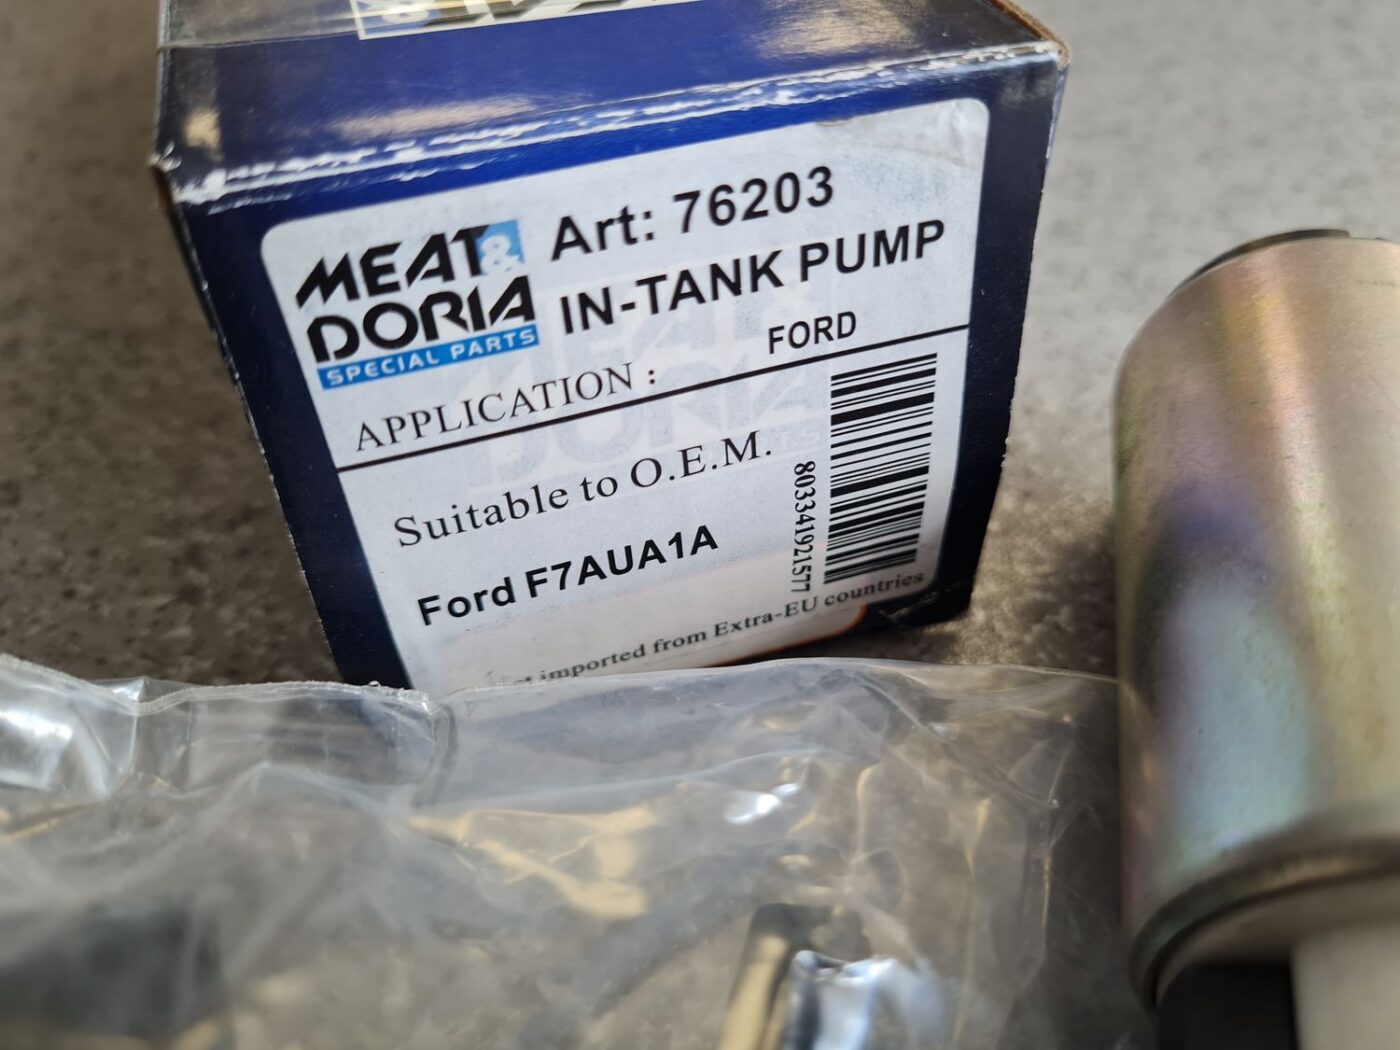 MEAT &
DORIA
SPECIAL PARTS
Art: 76203
IN-TANK PUMP
APPLICATION : FORD
Suitable to O.E.M.
Ford F7AUA1A
8033419921577
imported from Extra-EU countries